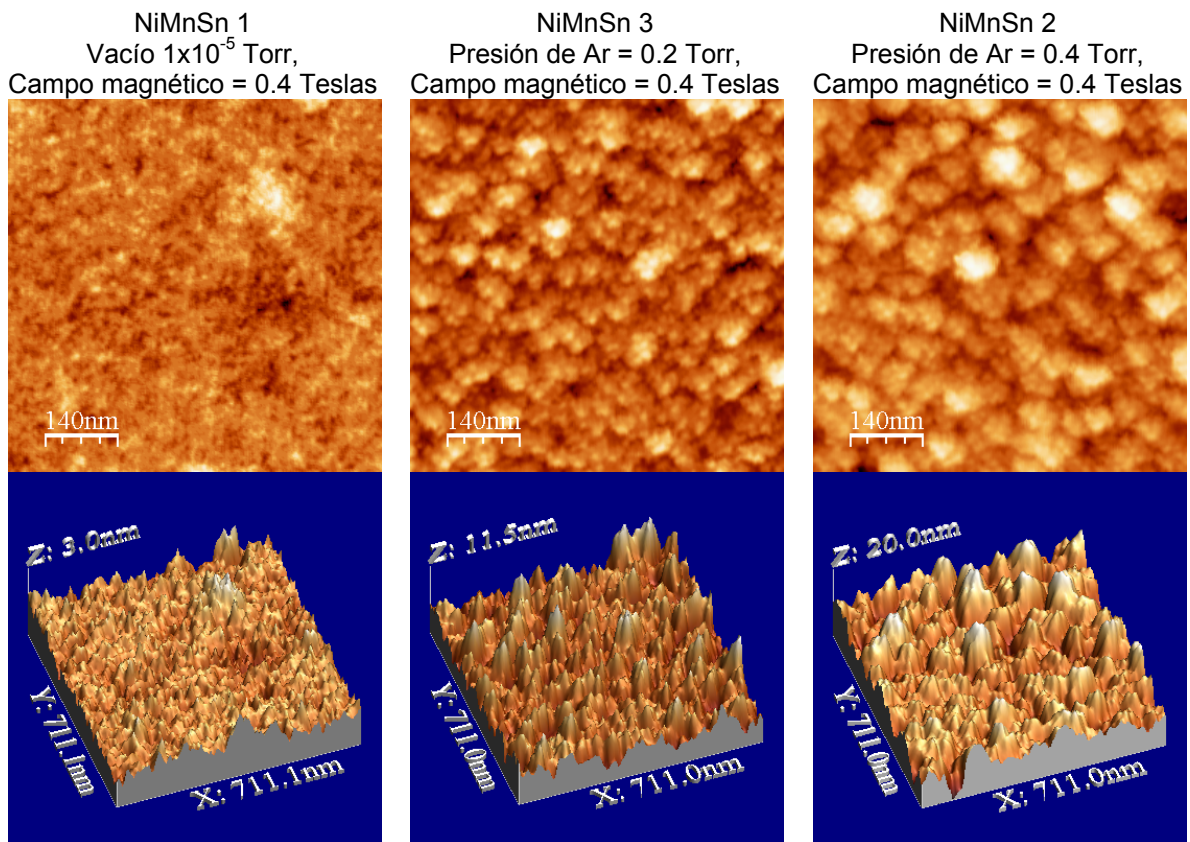 NiMnSn 1
Vacío 1x10⁻⁵ Torr,
Campo magnético = 0.4 Teslas
NiMnSn 3
Presión de Ar = 0.2 Torr,
Campo magnético = 0.4 Teslas
NiMnSn 2
Presión de Ar = 0.4 Torr,
Campo magnético = 0.4 Teslas
140nm
140nm
140nm
Z: 3.0nm
Y: 711.1nm
X: 711.1nm
Z: 11.5nm
Y: 711.0nm
X: 711.0nm
Z: 20.0nm
Y: 711.0nm
X: 711.0nm